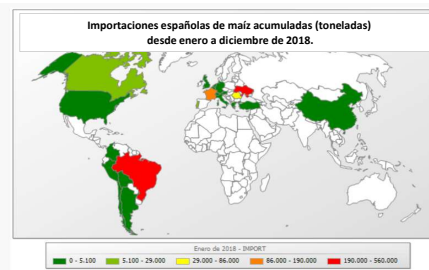 Importaciones españolas de maíz acumuladas (toneladas)
desde enero a diciembre de 2018.
Enero de 2018 - IMPORT
0 - 5.100
5.100 - 29.000
29.000 - 86.000
86.000 - 190.000
190.000 - 560.000